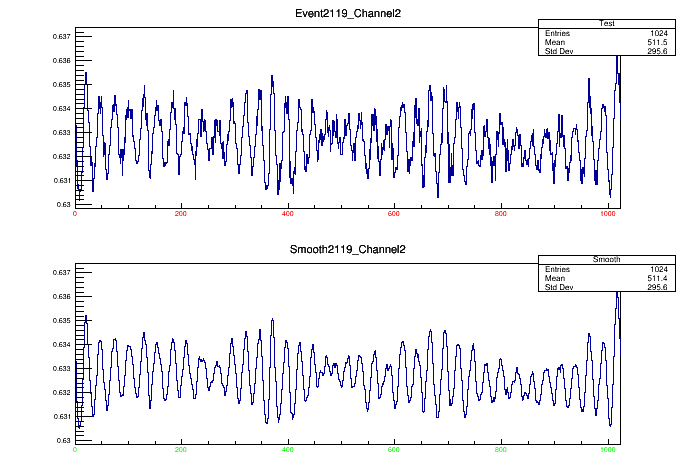 Event2119_Channel2
Test
Entries 1024
Mean 511.5
Std Dev 295.6
0.637
0.636
0.635
0.634
0.633
0.632
0.631
0.63
0 200 400 600 800 1000
Smooth2119_Channel2
Smooth
Entries 1024
Mean 511.4
Std Dev 295.6
0.637
0.636
0.635
0.634
0.633
0.632
0.631
0.63
0 200 400 600 800 1000